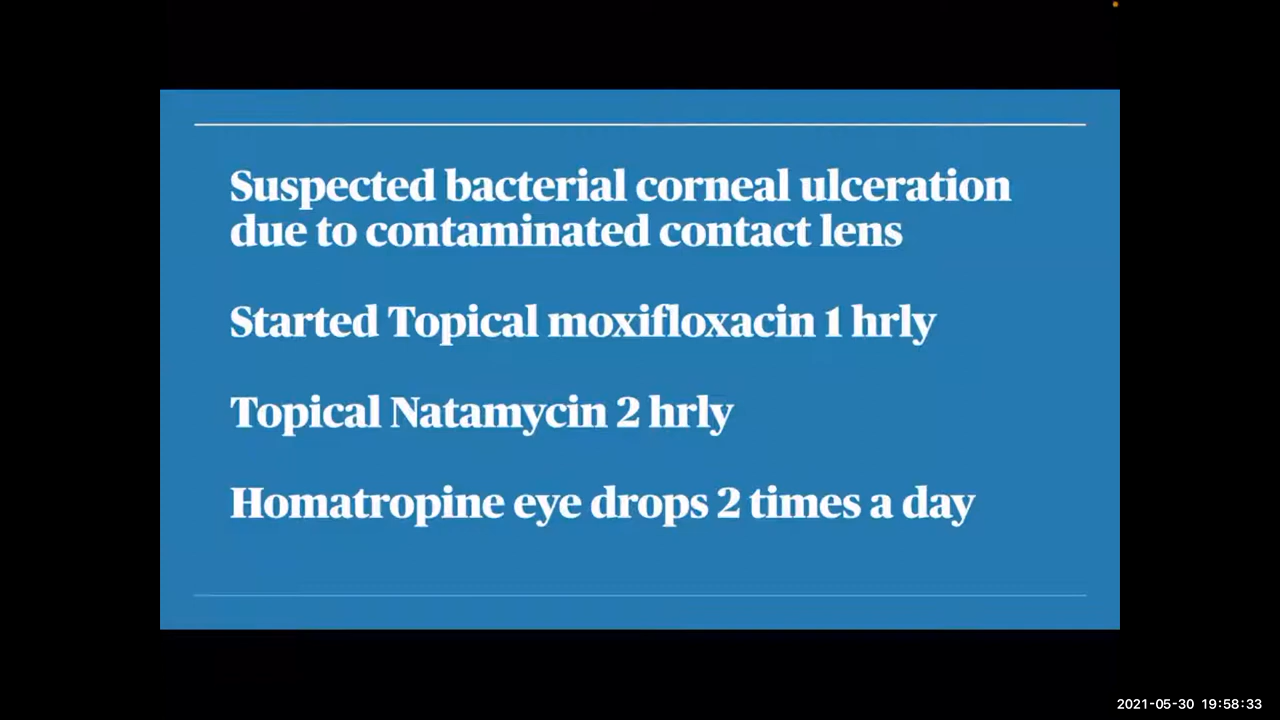 Suspected bacterial corneal ulceration
due to contaminated contact lens
Started Topical moxifloxacin 1 hrly
Topical Natamycin 2 hrly
Homatropine eye drops 2 times a day
2021-05-30 19:58:33